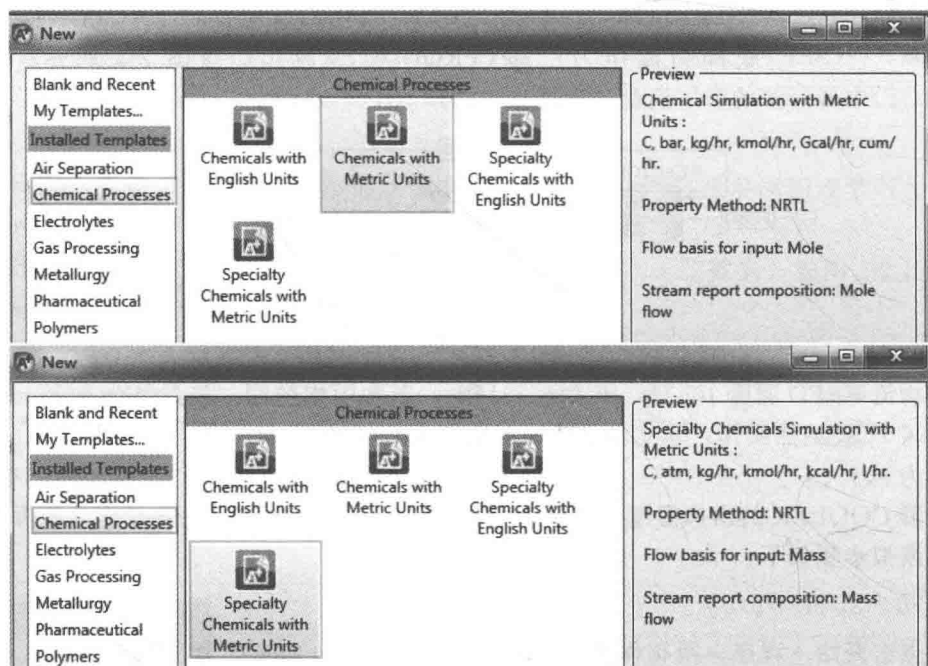 New
Blank and Recent
My Templates...
Installed Templates
Air Separation
Chemical Processes
Electrolytes
Gas Processing
Metallurgy
Pharmaceutical
Polymers
Chemical Processes
Chemicals with
English Units
Chemicals with
Metric Units
Specialty
Chemicals with
English Units
Specialty
Chemicals with
Metric Units
Preview
Chemical Simulation with Metric
Units :
C, bar, kg/hr, kmol/hr, Gcal/hr, cum/
hr.
Property Method: NRTL
Flow basis for input: Mole
Stream report composition: Mole
flow
New
Blank and Recent
My Templates...
Installed Templates
Air Separation
Chemical Processes
Electrolytes
Gas Processing
Metallurgy
Pharmaceutical
Polymers
Chemical Processes
Chemicals with
English Units
Chemicals with
Metric Units
Specialty
Chemicals with
English Units
Specialty
Chemicals with
Metric Units
Preview
Specialty Chemicals Simulation with
Metric Units :
C, atm, kg/hr, kmol/hr, kcal/hr, l/hr.
Property Method: NRTL
Flow basis for input: Mass
Stream report composition: Mass
flow